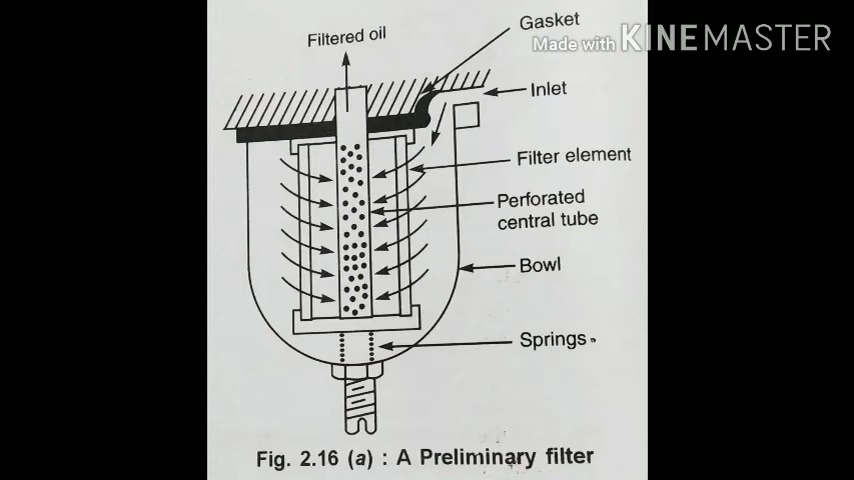 Gasket
Made with KINEMASTER
Filtered oil
Inlet
Filter element
Perforated
central tube
Bowl
Springs
Fig. 2.16 (a) : A Preliminary filter